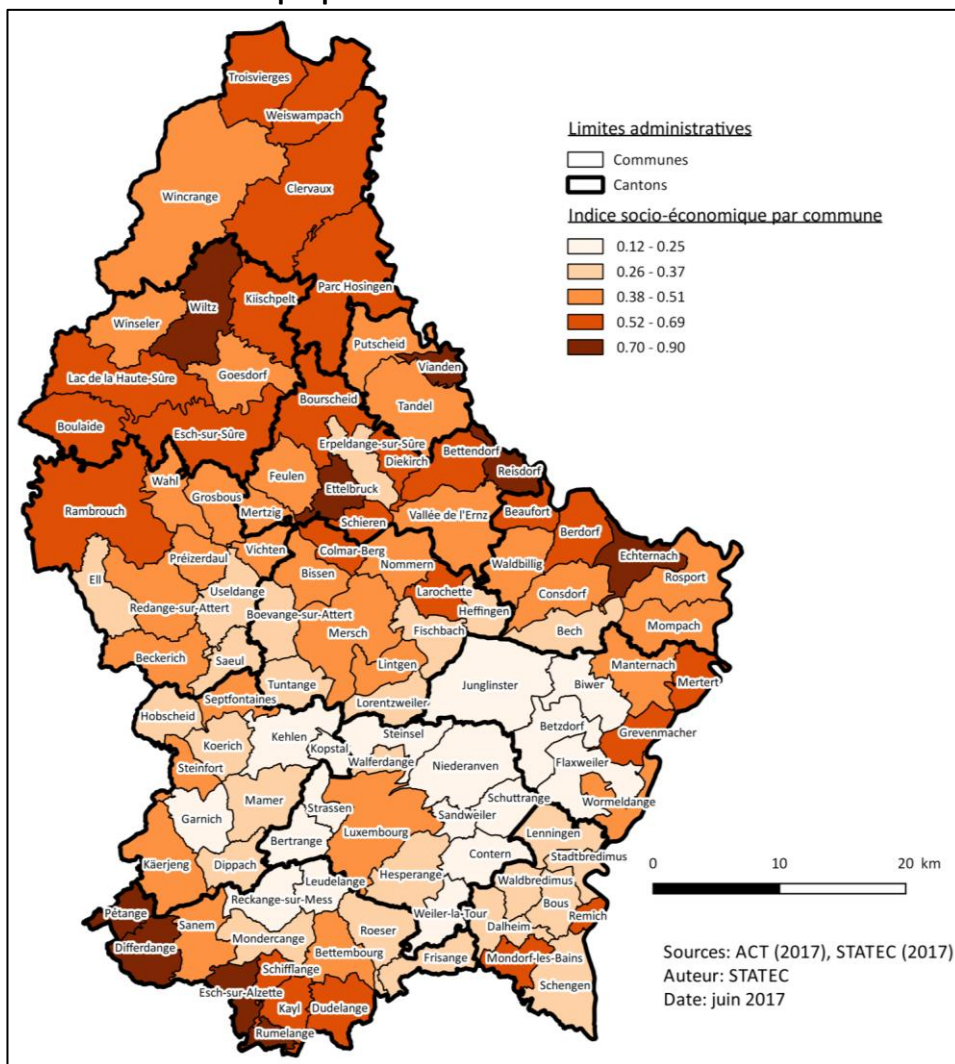 Troisvierges
Weiswampach
Limites administratives
Communes
Cantons
Clervaux
Wincrange
Indice socio-économique par commune
0.12 - 0.25
0.26 - 0.37
0.38 - 0.51
0.52 - 0.69
0.70 - 0.90
Parc Hosingen
Kiischpelt
Wiltz
Winseler
Putscheid
Vianden
Goesdorf
Lac de la Haute-Sûre
Tandel
Bourscheid
Boulaide
Esch-sur-Sûre
Erpeldange-sur-Sûre
Bettendorf
Diekirch
Reisdorf
Feulen
Wahl
Ettelbruck
Grosbous
Rambrouch
Mertzig
Vallée de l'Ernz
Beaufort
Schieren
Berdorf
Vichten
Colmar-Berg
Echternach
Préizerdaul
Nommern
Waldbillig
Bissen
Ell
Rosport
Useldange
Larochette
Consdorf
Redange-sur-Attert
Boevange-sur-Attert
Heffingen
Mompach
Fischbach
Mersch
Bech
Beckerich
Saeul
Lintgen
Manternach
Tuntange
Junglinster
Biwer
Mertert
Septfontaines
Lorentzweiler
Hobscheid
Betzdorf
Kehlen
Steinsel
Grevenmacher
Koerich
Kopstal
Walferdange
Steinfort
Niederanven
Flaxweiler
Schuttrange
Mamer
Strassen
Wormeldange
Garnich
Sandweiler
Luxembourg
Lenningen
Bertrange
Contern
Stadtbredimus
0 10 20 km
Käerjeng
Dippach
Hesperange
Leudelange
Waldbredimus
Reckange-sur-Mess
Bous
Weiler-la-Tour
Remich
Pétange
Sanem
Roeser
Dalheim
Mondercange
Differdange
Bettembourg
Frisange
Mondorf-les-Bains
Schifflange
Schengen
Esch-sur-Alzette
Kayl
Dudelange
Rumelange
Sources: ACT (2017), STATEC (2017)
Auteur: STATEC
Date: juin 2017